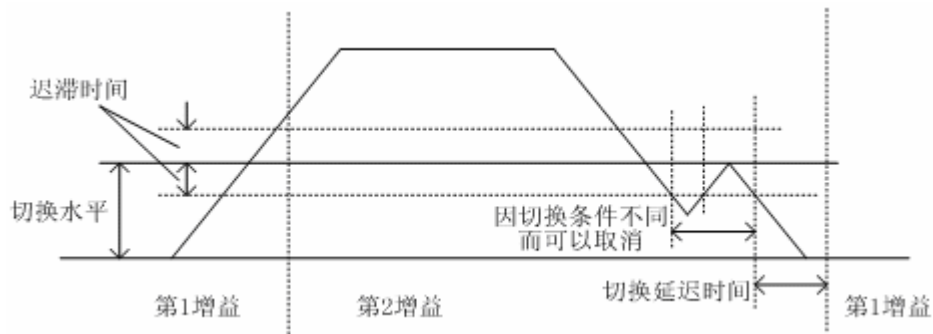 迟滞时间
切换水平
因切换条件不同
而可以取消
切换延迟时间
第1增益
第2增益
第1增益